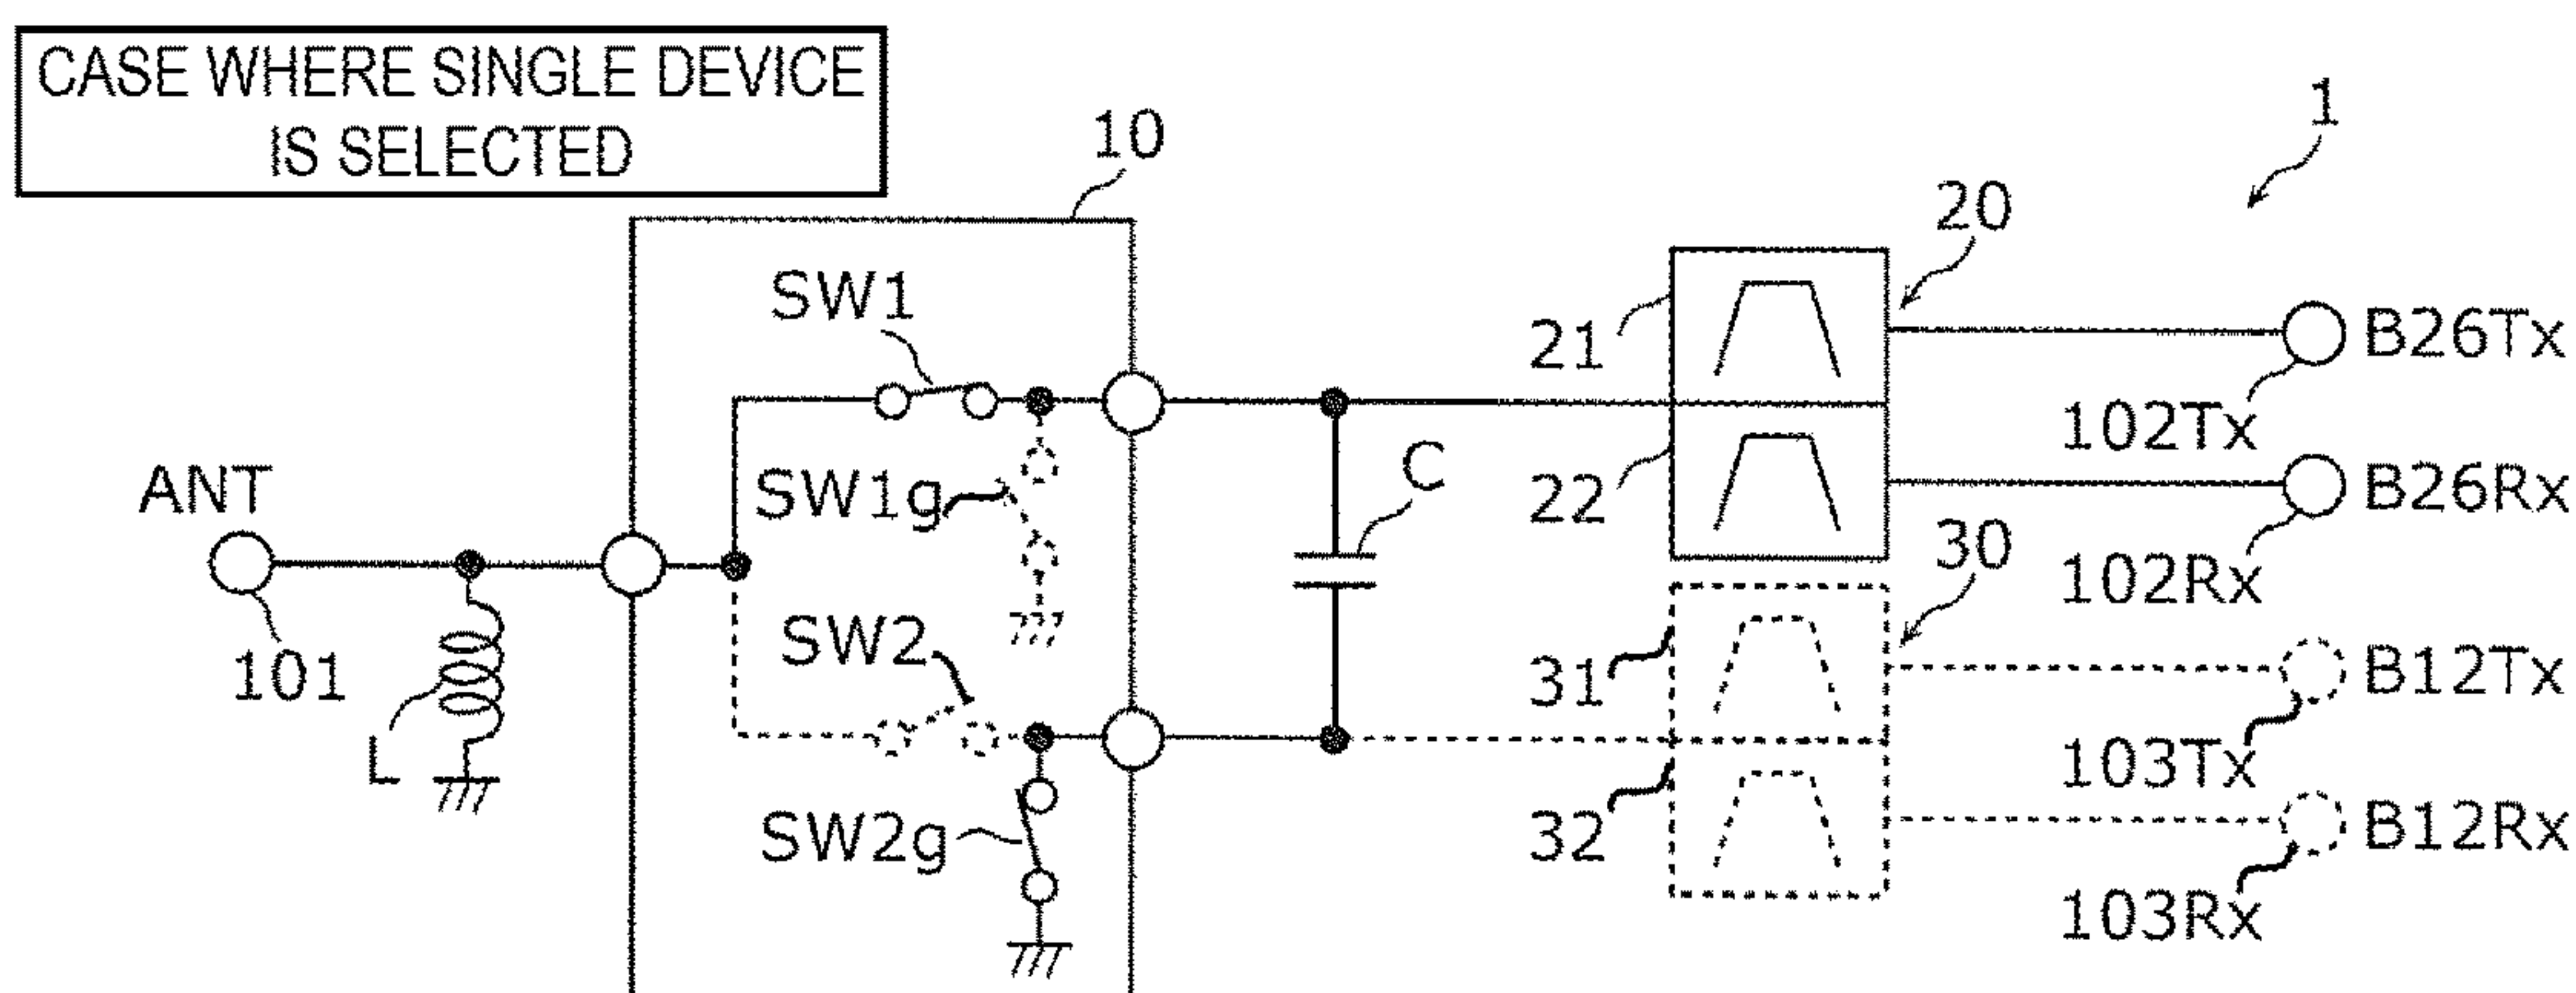 CASE WHERE SINGLE DEVICE
IS SELECTED
1
10
20
SW1
21
B26Tx
102Tx
ANT
SW1g
C
22
B26Rx
102Rx
30
101
L
SW2
31
B12Tx
103Tx
SW2g
32
B12Rx
103Rx